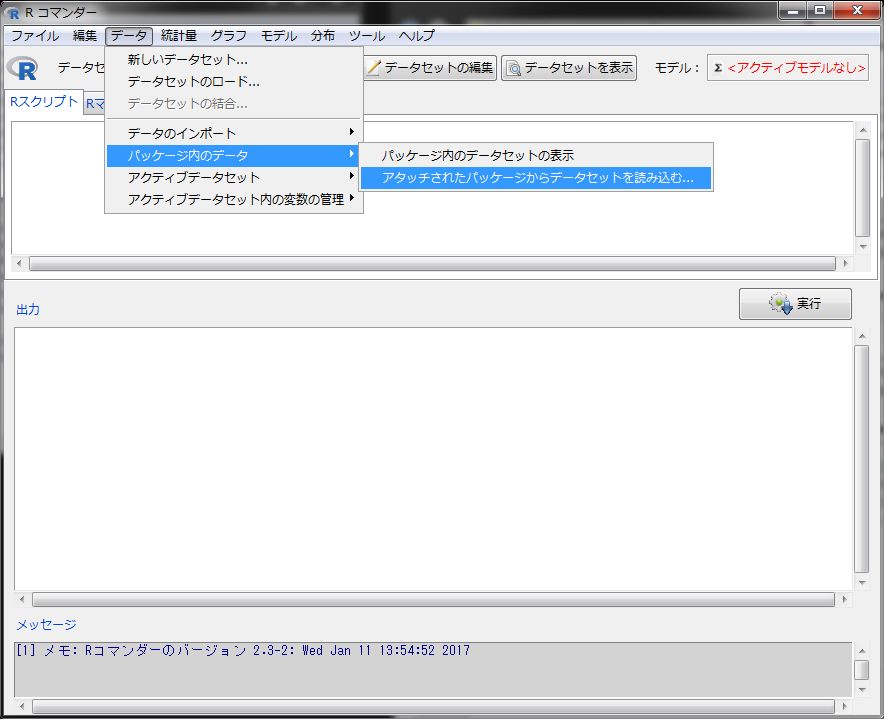 R コマンダー
ファイル 編集 データ 統計量 グラフ モデル 分布 ツール ヘルプ
データセ
データセットの編集 データセットを表示 モデル： Σ <アクティブモデルなし>
Rスクリプト Rマ
新しいデータセット...
データセットのロード...
データセットの結合...
データのインポート
パッケージ内のデータ
アクティブデータセット
アクティブデータセット内の変数の管理
パッケージ内のデータセットの表示
アタッチされたパッケージからデータセットを読み込む...
出力
実行
メッセージ
[1] メモ: Rコマンダーのバージョン 2.3-2: Wed Jan 11 13:54:52 2017